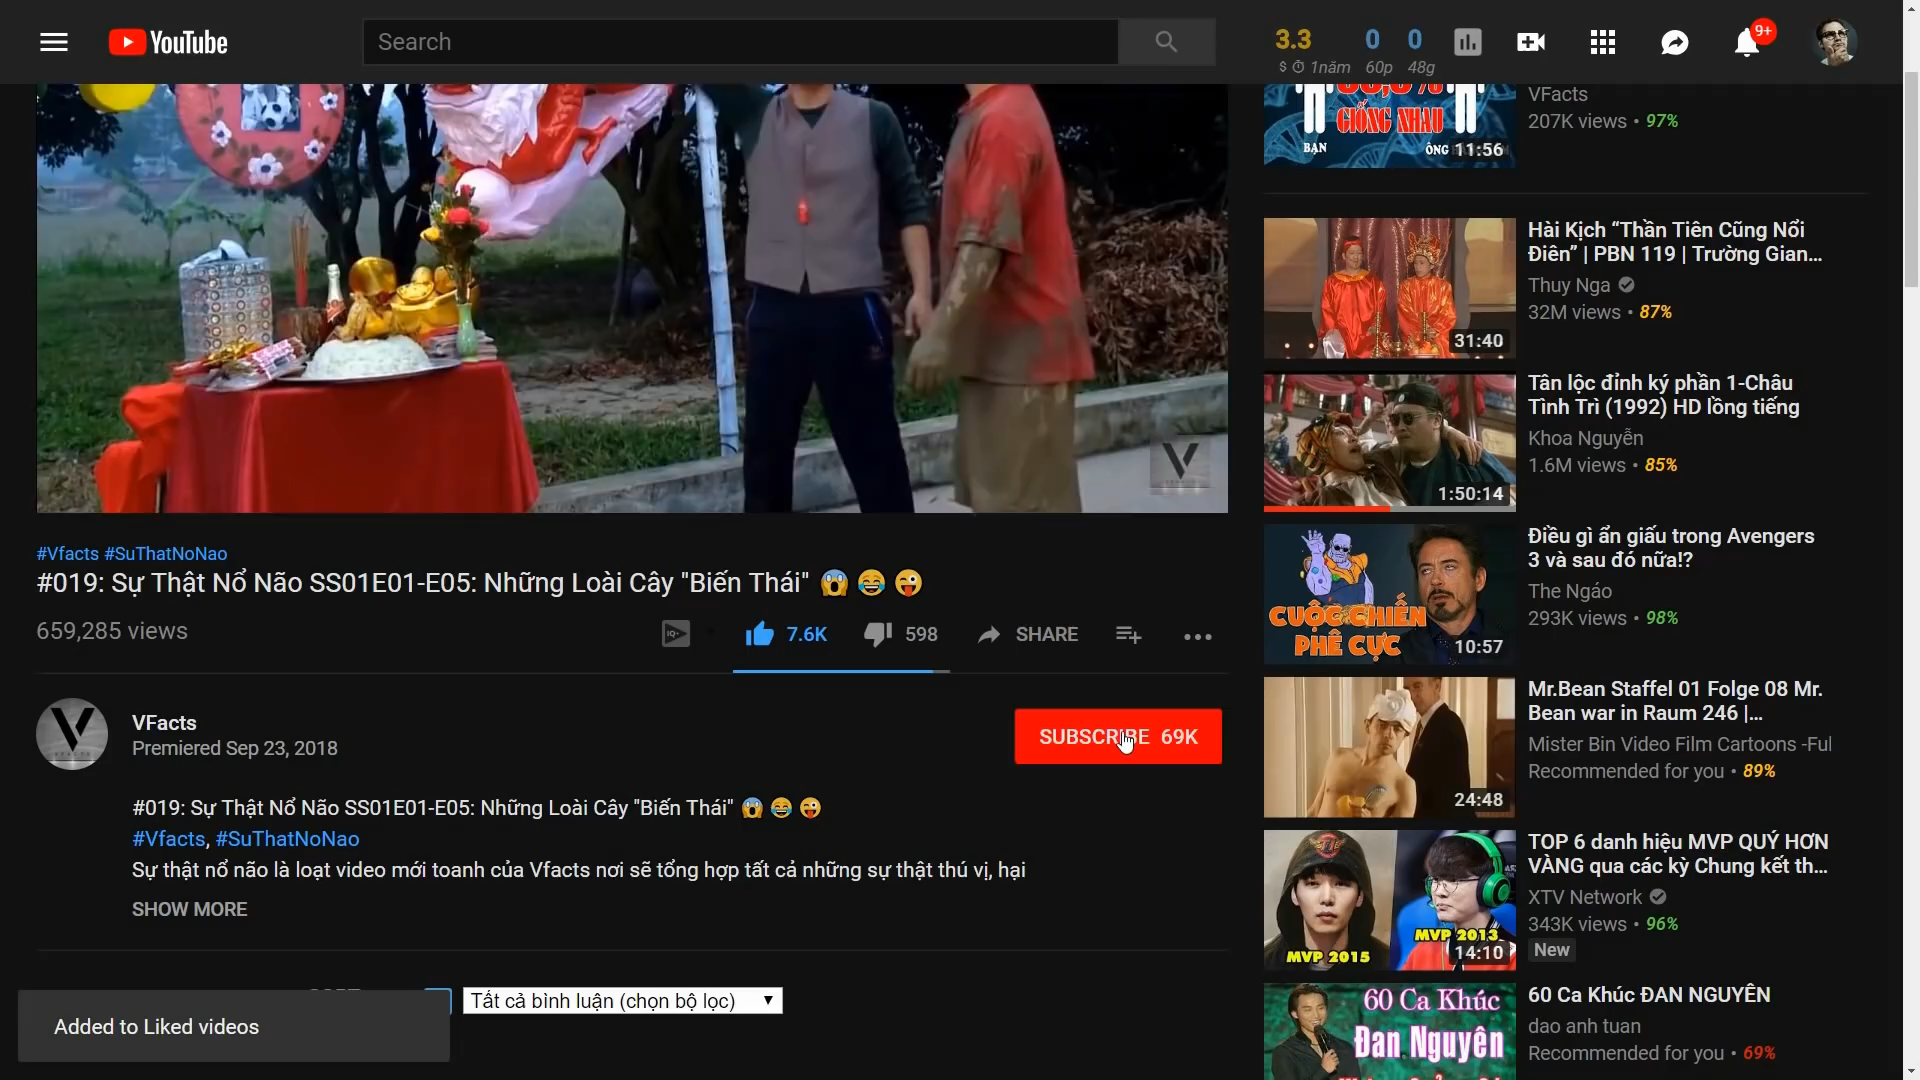 YouTube
Search
3.3
0
0
$ 1năm
60p
48g
9+
GIỐNG NHAU
BẠN
ÔNG
11:56
VFacts
207K views • 97%
Hài Kịch “Thần Tiên Cũng Nổi
Điên” | PBN 119 | Trường Gian...
Thuy Nga
32M views • 87%
31:40
Tân lộc đỉnh ký phần 1-Châu
Tinh Trì (1992) HD lồng tiếng
Khoa Nguyễn
1.6M views • 85%
1:50:14
Điều gì ẩn giấu trong Avengers
3 và sau đó nữa!?
The Ngáo
293K views • 98%
CUỘC CHIẾN
PHÊ CỰC
10:57
Mr.Bean Staffel 01 Folge 08 Mr.
Bean war in Raum 246 |...
Mister Bin Video Film Cartoons -Ful
Recommended for you • 89%
24:48
TOP 6 danh hiệu MVP QUÝ HƠN
VÀNG qua các kỳ Chung kết th...
XTV Network
343K views • 96%
New
MVP 2015
MVP 2013
14:10
60 Ca Khúc ĐAN NGUYÊN
dao anh tuan
Recommended for you • 69%
60 Ca Khúc
Đan Nguyên
V
#Vfacts #SuThatNoNao
#019: Sự Thật Nổ Não SS01E01-E05: Những Loài Cây "Biến Thái" 😱 😂 😜
659,285 views
IQ+
7.6K
598
SHARE
V
VFacts
Premiered Sep 23, 2018
SUBSCRIBE 69K
#019: Sự Thật Nổ Não SS01E01-E05: Những Loài Cây "Biến Thái" 😱 😂 😜
#Vfacts, #SuThatNoNao
Sự thật nổ não là loạt video mới toanh của Vfacts nơi sẽ tổng hợp tất cả những sự thật thú vị, hại
SHOW MORE
Tất cả bình luận (chọn bộ lọc)
Added to Liked videos